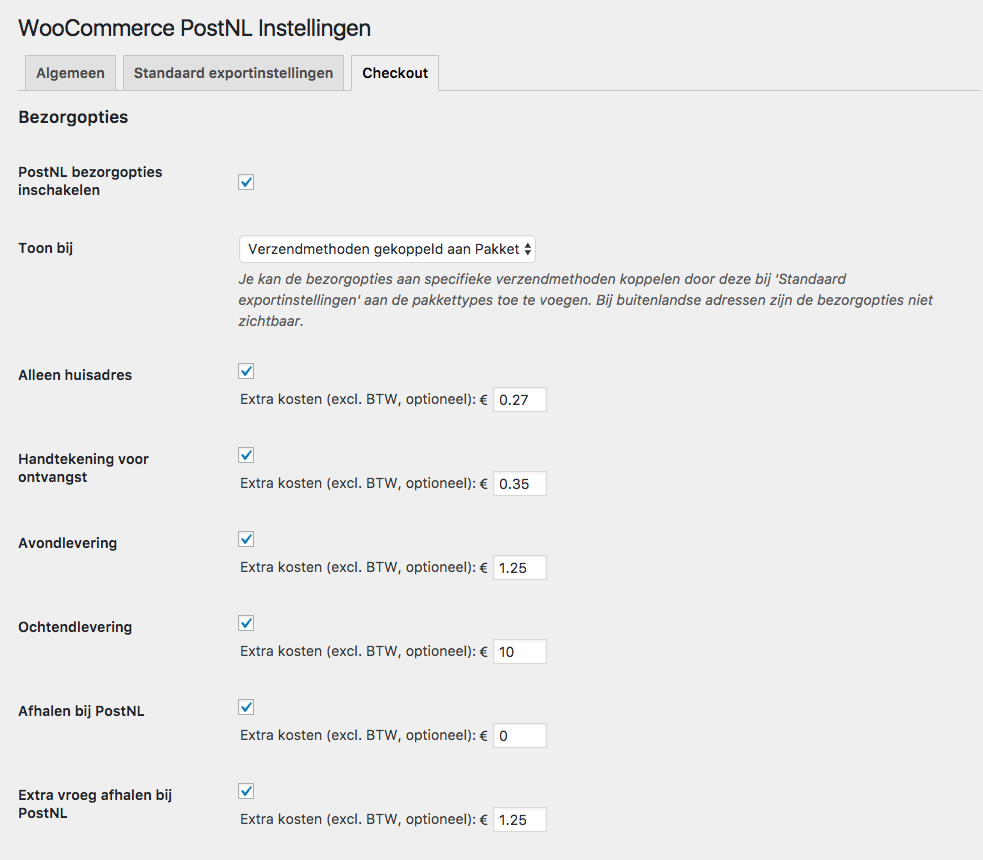 WooCommerce PostNL Instellingen
Algemeen
Standaard exportinstellingen
Checkout
Bezorgopties
PostNL bezorgopties
inschakelen
Toon bij
Verzendmethoden gekoppeld aan Pakket
Je kan de bezorgopties aan specifieke verzendmethoden koppelen door deze bij 'Standaard
exportinstellingen' aan de pakkettypes toe te voegen. Bij buitenlandse adressen zijn de bezorgopties niet
zichtbaar.
Alleen huisadres
Extra kosten (excl. BTW, optioneel): € 0.27
Handtekening voor
ontvangst
Extra kosten (excl. BTW, optioneel): € 0.35
Avondlevering
Extra kosten (excl. BTW, optioneel): € 1.25
Ochtendlevering
Extra kosten (excl. BTW, optioneel): € 10
Afhalen bij PostNL
Extra kosten (excl. BTW, optioneel): € 0
Extra vroeg afhalen bij
PostNL
Extra kosten (excl. BTW, optioneel): € 1.25